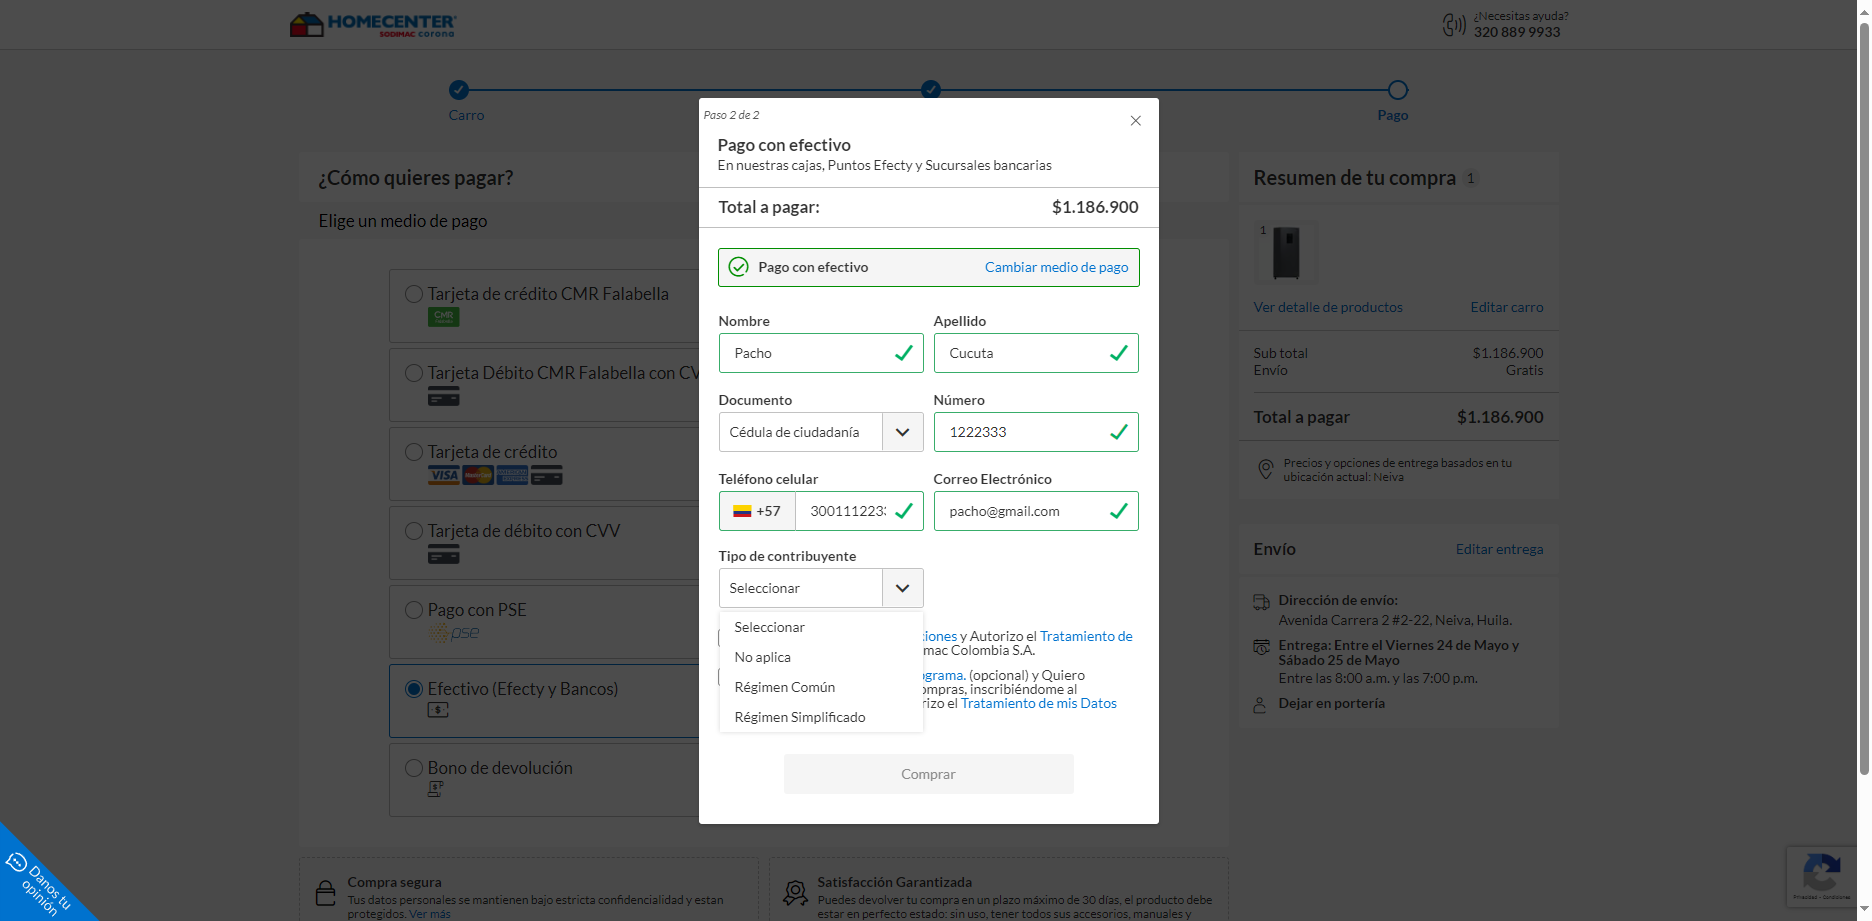 HOMECENTER
SODIMAC corona
¿Necesitas ayuda?
320 889 9933
Carro
Pago
¿Cómo quieres pagar?
Elige un medio de pago
Tarjeta de crédito CMR Falabella
CMR
Tarjeta Débito CMR Falabella con CV
Tarjeta de crédito
VISA MasterCard AMERICAN EXPRESS
Tarjeta de débito con CVV
Pago con PSE
pse
Efectivo (Efecty y Bancos)
Bono de devolución
Paso 2 de 2
Pago con efectivo
En nuestras cajas, Puntos Efecty y Sucursales bancarias
Total a pagar: $1.186.900
Pago con efectivo Cambiar medio de pago
Nombre Apellido
Pacho Cucuta
Documento Número
Cédula de ciudadanía 1222333
Teléfono celular Correo Electrónico
+57 300111223 pacho@gmail.com
Tipo de contribuyente
Seleccionar
Seleccionar
No aplica
Régimen Común
Régimen Simplificado
ciones y Autorizo el Tratamiento de
mac Colombia S.A.
ograma. (opcional) y Quiero
ompras, inscribiéndome al
rizo el Tratamiento de mis Datos
Comprar
Resumen de tu compra 1
1
Ver detalle de productos Editar carro
Sub total $1.186.900
Envío Gratis
Total a pagar $1.186.900
Precios y opciones de entrega basados en tu
ubicación actual: Neiva
Envío Editar entrega
Dirección de envío:
Avenida Carrera 2 #2-22, Neiva, Huila.
Entrega: Entre el Viernes 24 de Mayo y
Sábado 25 de Mayo
Entre las 8:00 a.m. y las 7:00 p.m.
Dejar en portería
Compra segura
Tus datos personales se mantienen bajo estricta confidencialidad y estan
protegidos. Ver más
Satisfacción Garantizada
Puedes devolver tu compra en un plazo máximo de 30 días, el producto debe
estar en perfecto estado: sin uso, tener todos sus accesorios, manuales y
Danos tu
opinión
Privacidad - Condiciones